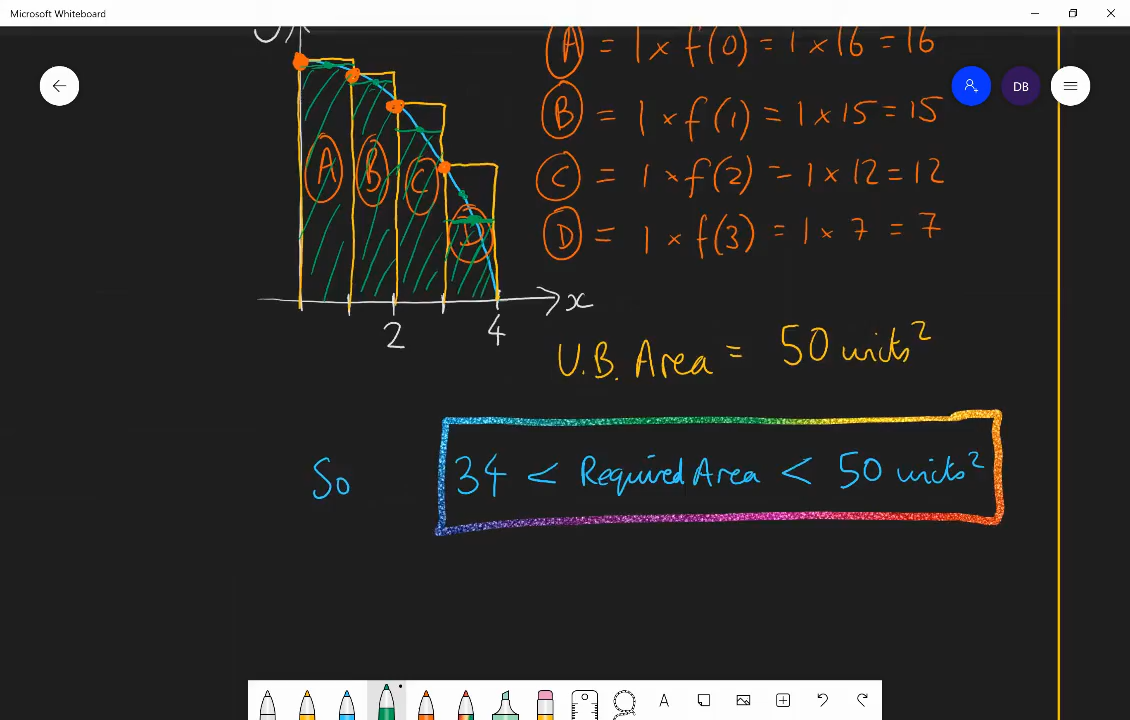 Microsoft Whiteboard
A = 1 × f(0) = 1 × 16 = 16
B = 1 × f(1) = 1 × 15 = 15
C = 1 × f(2) = 1 × 12 = 12
D = 1 × f(3) = 1 × 7 = 7
DB
A B C D
x
2 4
U.B. Area = 50 units²
So 34 < Required Area < 50 units²
A